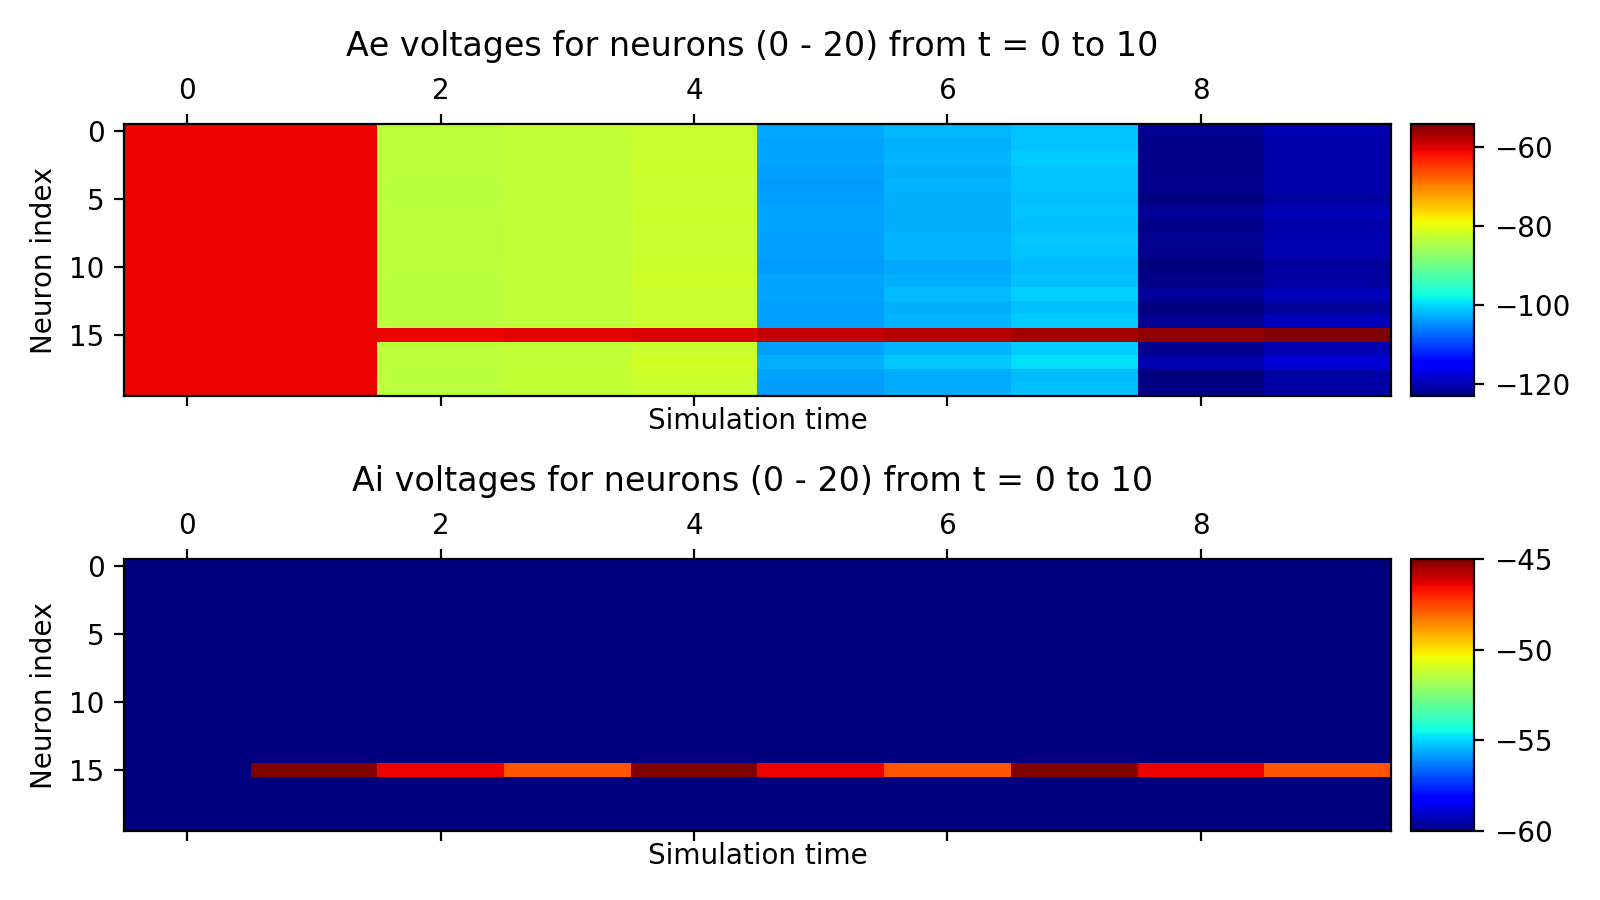 Ae voltages for neurons (0 - 20) from t = 0 to 10
0 2 4 6 8
Neuron index
0
5
10
15
−60
−80
−100
−120
Simulation time
Ai voltages for neurons (0 - 20) from t = 0 to 10
0 2 4 6 8
Neuron index
0
5
10
15
−45
−50
−55
−60
Simulation time